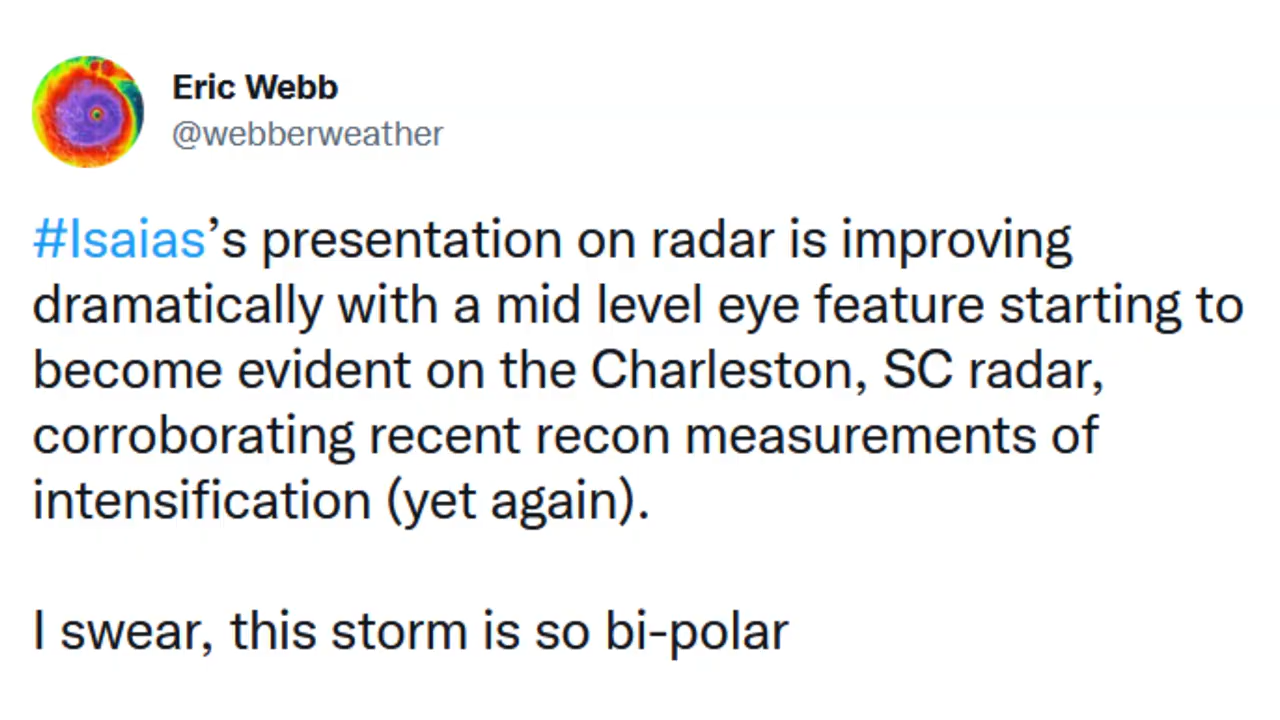 Eric Webb
@webberweather
#Isaias’s presentation on radar is improving
dramatically with a mid level eye feature starting to
become evident on the Charleston, SC radar,
corroborating recent recon measurements of
intensification (yet again).
I swear, this storm is so bi-polar